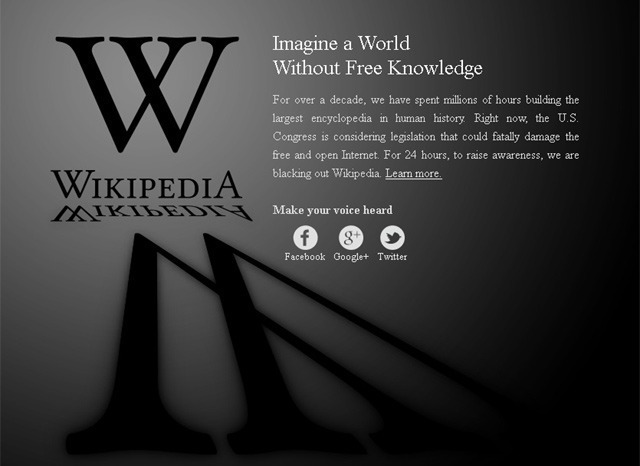 W
WIKIPEDIA
Imagine a World
Without Free Knowledge
For over a decade, we have spent millions of hours building the
largest encyclopedia in human history. Right now, the U.S.
Congress is considering legislation that could fatally damage the
free and open Internet. For 24 hours, to raise awareness, we are
blacking out Wikipedia. Learn more.
Make your voice heard
Facebook Google+ Twitter